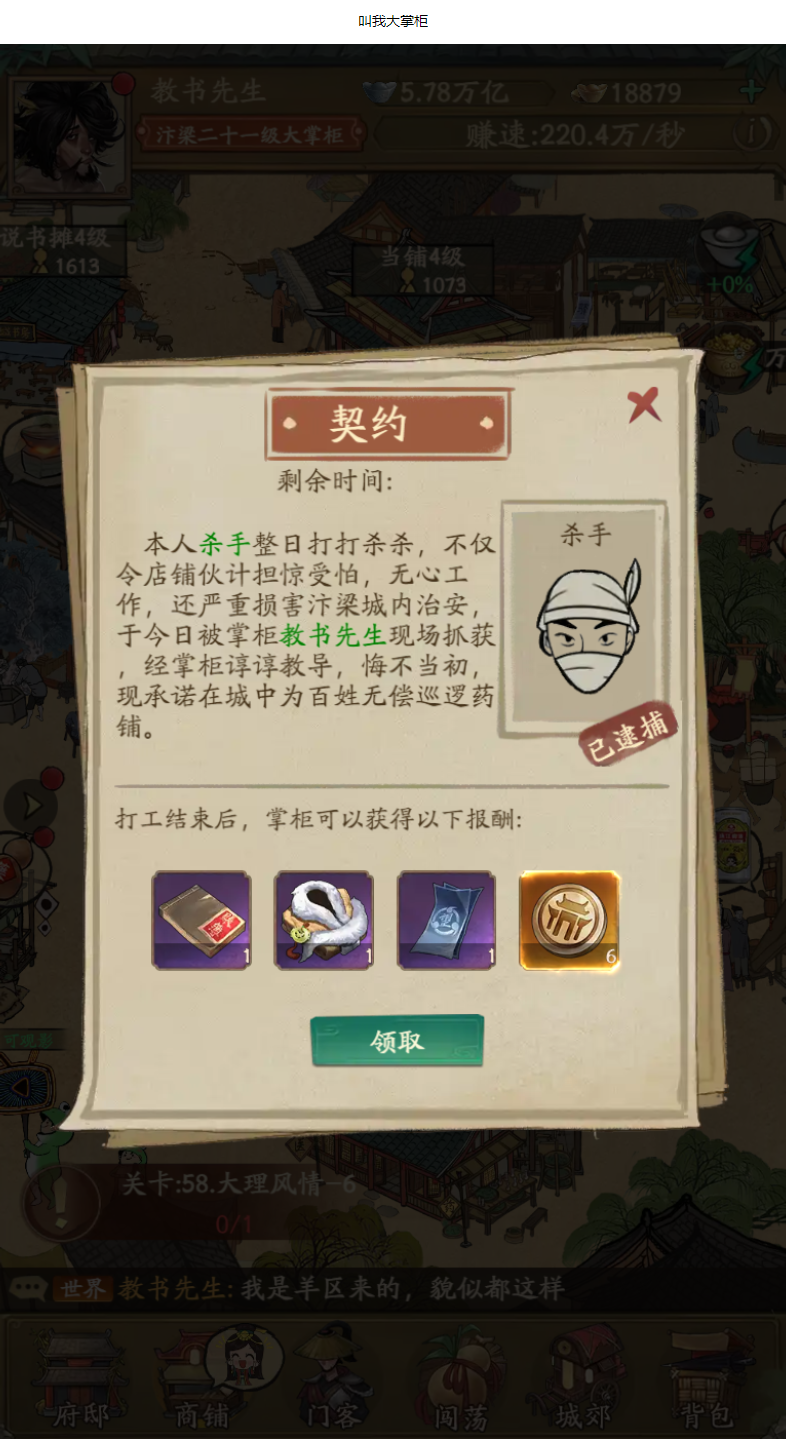 叫我大掌柜
教书先生
5.78万亿
18879
汴梁二十一级大掌柜
赚速:220.4万/秒
说书摊4级
1613
当铺4级
1073
+0%
万
契约
剩余时间:
杀手
本人杀手整日打打杀杀，不仅
令店铺伙计担惊受怕，无心工
作，还严重损害汴梁城内治安，
于今日被掌柜教书先生现场抓获
，经掌柜谆谆教导，悔不当初，
现承诺在城中为百姓无偿巡逻药
铺。
已逮捕
打工结束后，掌柜可以获得以下报酬:
1
1
1
6
领取
关卡:58.大理风情-6
0/1
世界
教书先生:我是羊区来的，貌似都这样
府邸
商铺
门客
闯荡
城郊
背包